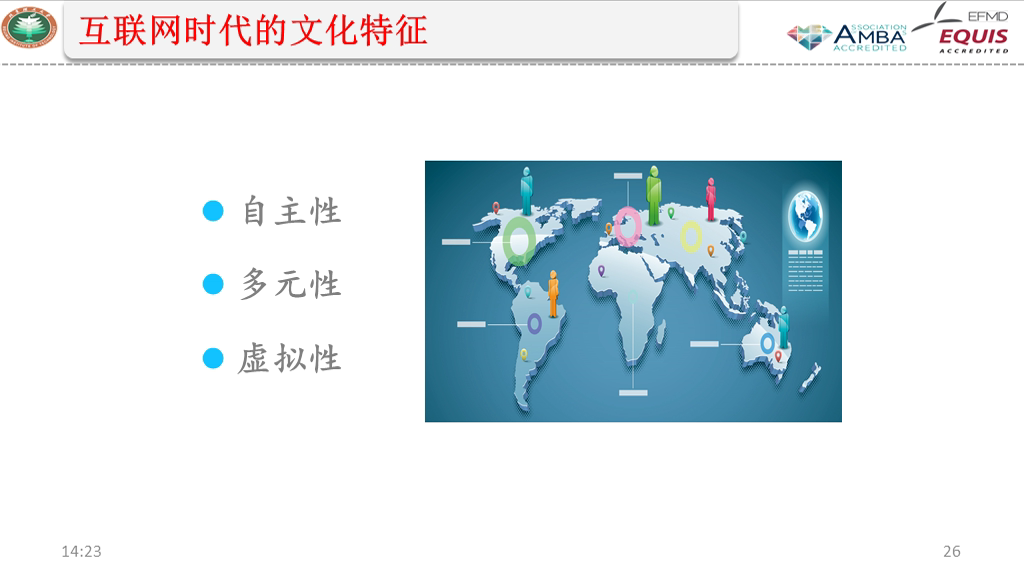 互联网时代的文化特征
ASSOCIATION
AMBA
ACCREDITED
EFMD
EQUIS
ACCREDITED
自主性
多元性
虚拟性
14:23
26